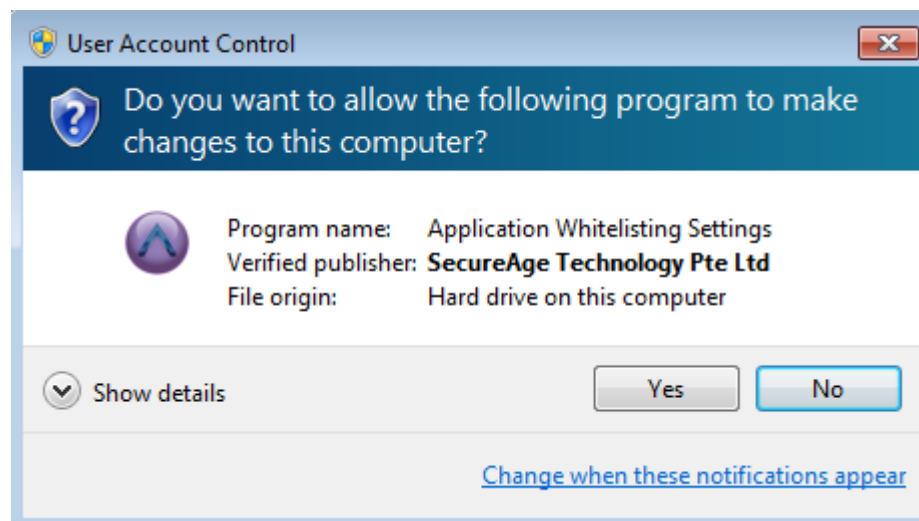 User Account Control
Do you want to allow the following program to make
changes to this computer?
Program name: Application Whitelisting Settings
Verified publisher: SecureAge Technology Pte Ltd
File origin: Hard drive on this computer
Show details Yes No
Change when these notifications appear